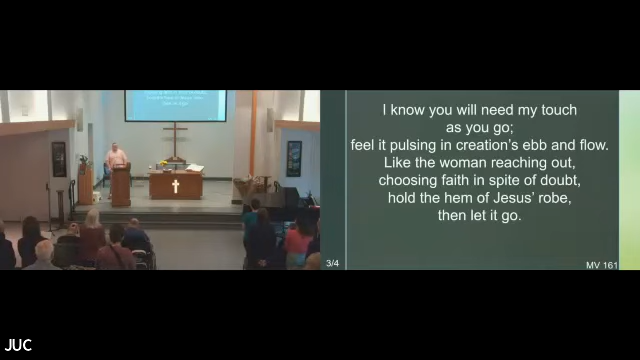 I know you will need my touch
as you go;
feel it pulsing in creation's ebb and flow.
Like the woman reaching out,
choosing faith in spite of doubt,
hold the hem of Jesus' robe,
then let it go.
3/4
MV 161
JUC